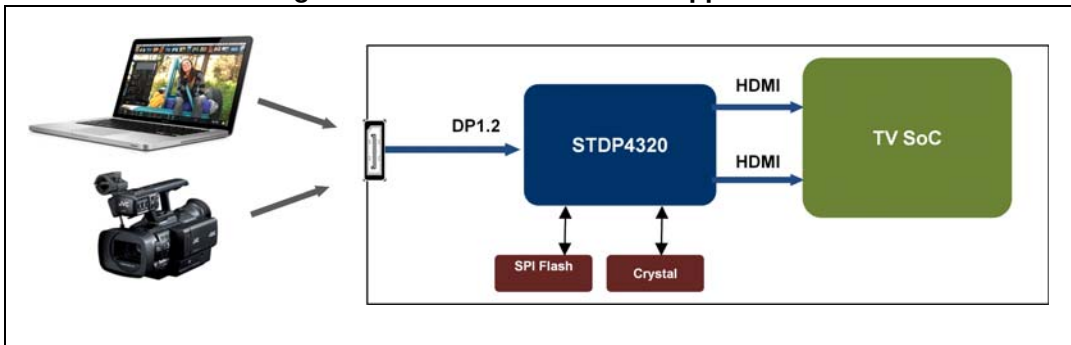 HDMI
DP1.2
STDP4320
TV SoC
HDMI
SPI Flash
Crystal